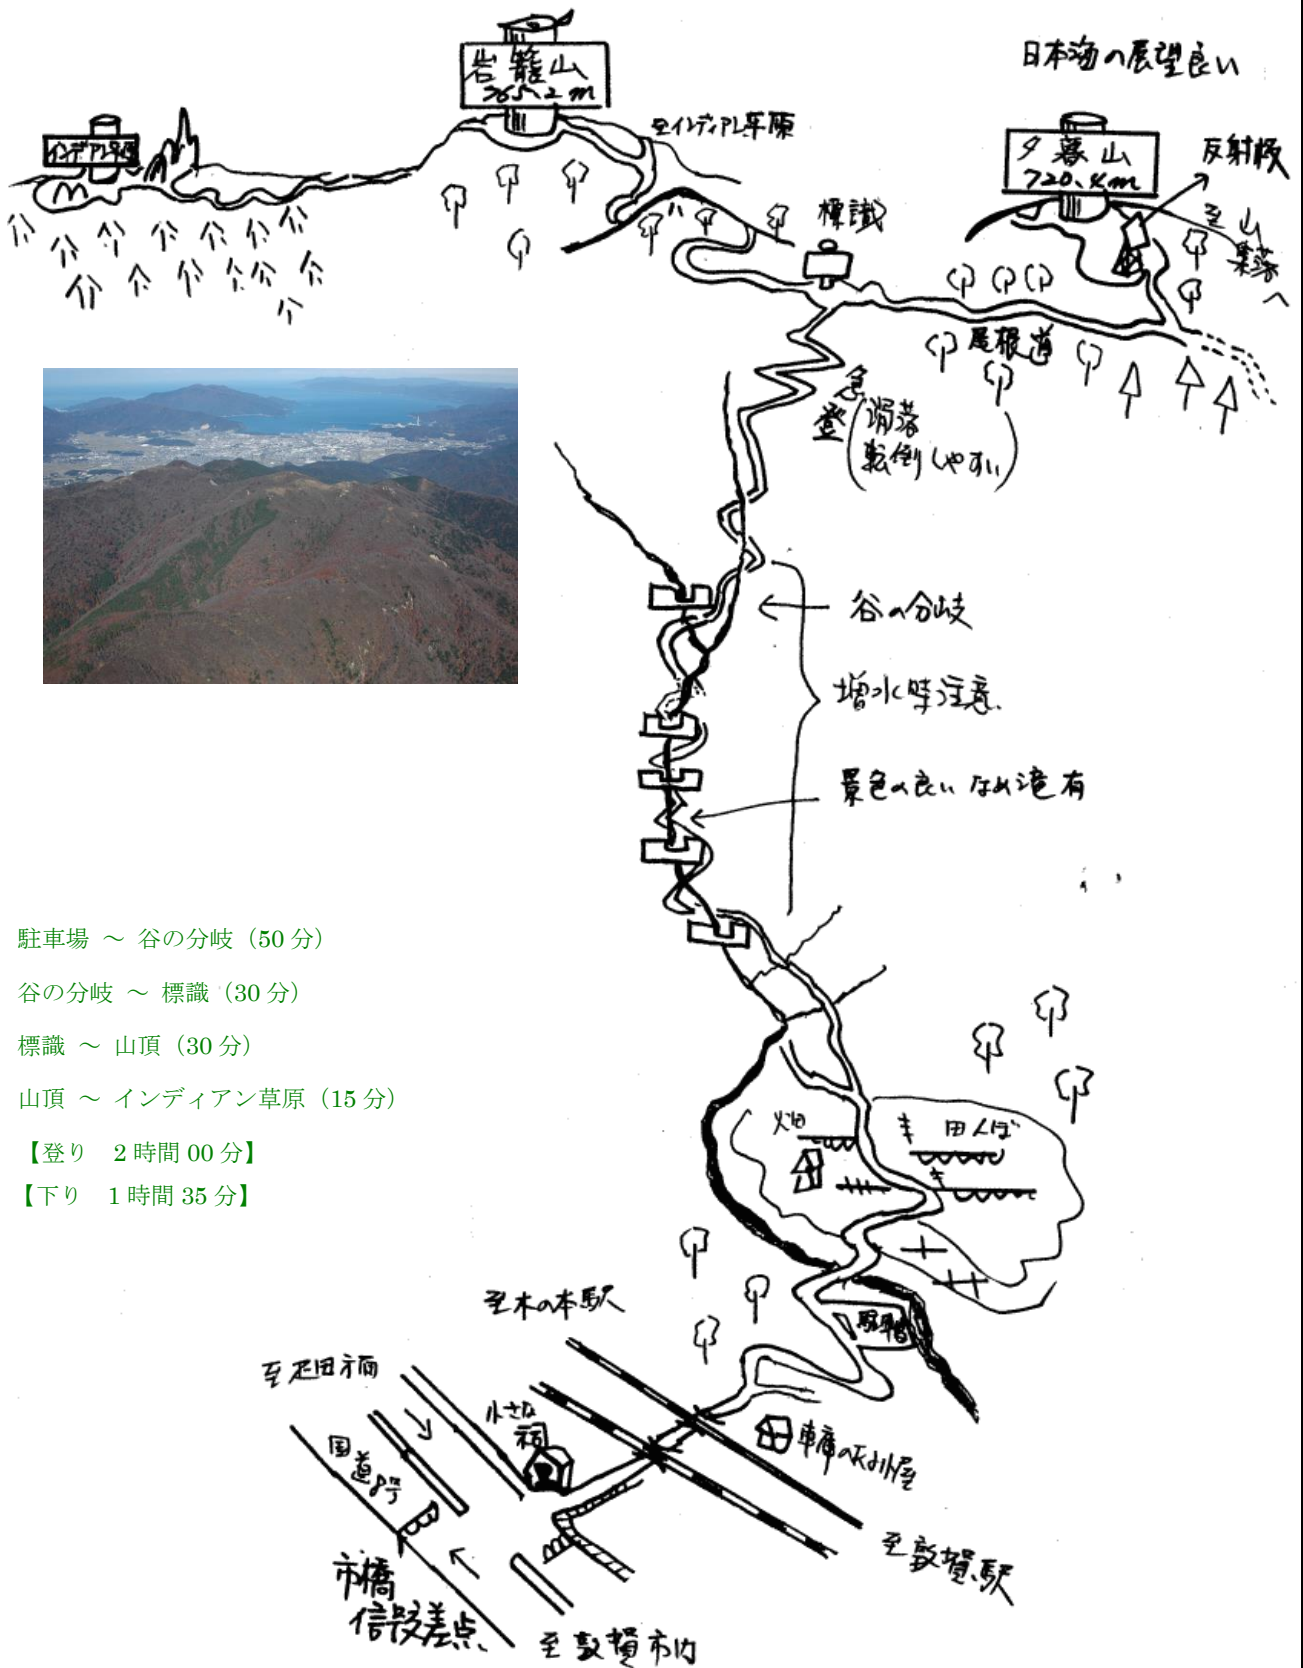 岩籠山
765.2m
日本海の展望良い
インディアン草原
至インディアン草原
夕暮山
720.4m
反射板
至山集落へ
標識
尾根道
急登
(滑落
転倒しやすい)
谷の分岐
増水時注意
景色の良いなめ滝有
駐車場 ～ 谷の分岐（50分）
谷の分岐 ～ 標識（30分）
標識 ～ 山頂（30分）
山頂 ～ インディアン草原（15分）
【登り　2時間00分】
【下り　1時間35分】
畑
田んぼ
至木の本駅
駐車場
至疋田方面
小さな
祠
国道8号
車庫の様な小屋
至敦賀駅
市橋
信号交差点
至敦賀市内